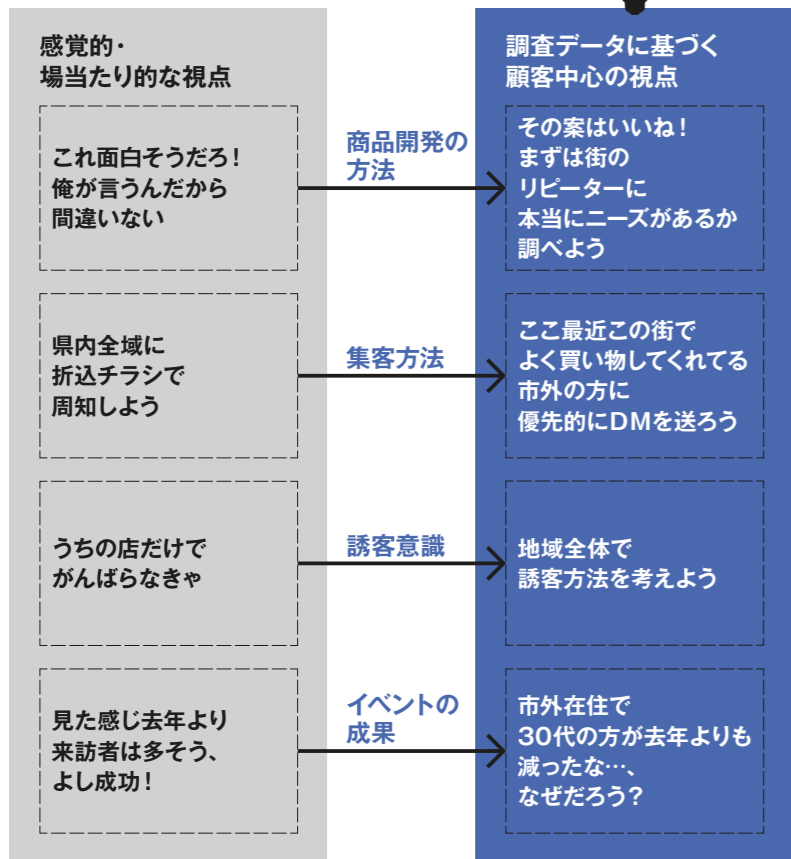 感覚的・
場当たり的な視点
調査データに基づく
顧客中心の視点
これ面白そうだろ！
俺が言うんだから
間違いない
商品開発の
方法
その案はいいね！
まずは街の
リピーターに
本当にニーズがあるか
調べよう
県内全域に
折込チラシで
周知しよう
集客方法
ここ最近この街で
よく買い物してくれてる
市外の方に
優先的にDMを送ろう
うちの店だけで
がんばらなきゃ
誘客意識
地域全体で
誘客方法を考えよう
見た感じ去年より
来訪者は多そう、
よし成功！
イベントの
成果
市外在住で
30代の方が去年よりも
減ったな…、
なぜだろう？